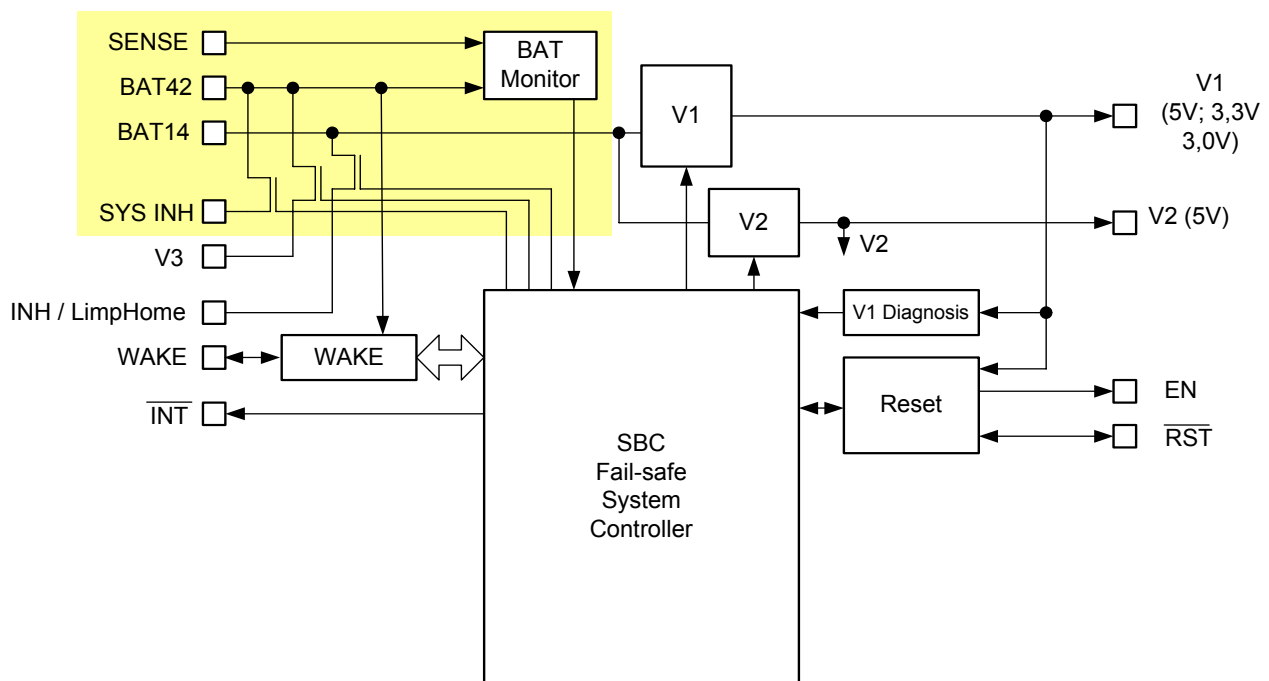 SENSE
BAT42
BAT14
SYS INH
V3
INH / LimpHome
WAKE
INT
BAT
Monitor
V1
V2
V2
WAKE
SBC
Fail-safe
System
Controller
V1 Diagnosis
Reset
V1
(5V; 3,3V
3,0V)
V2 (5V)
EN
RST